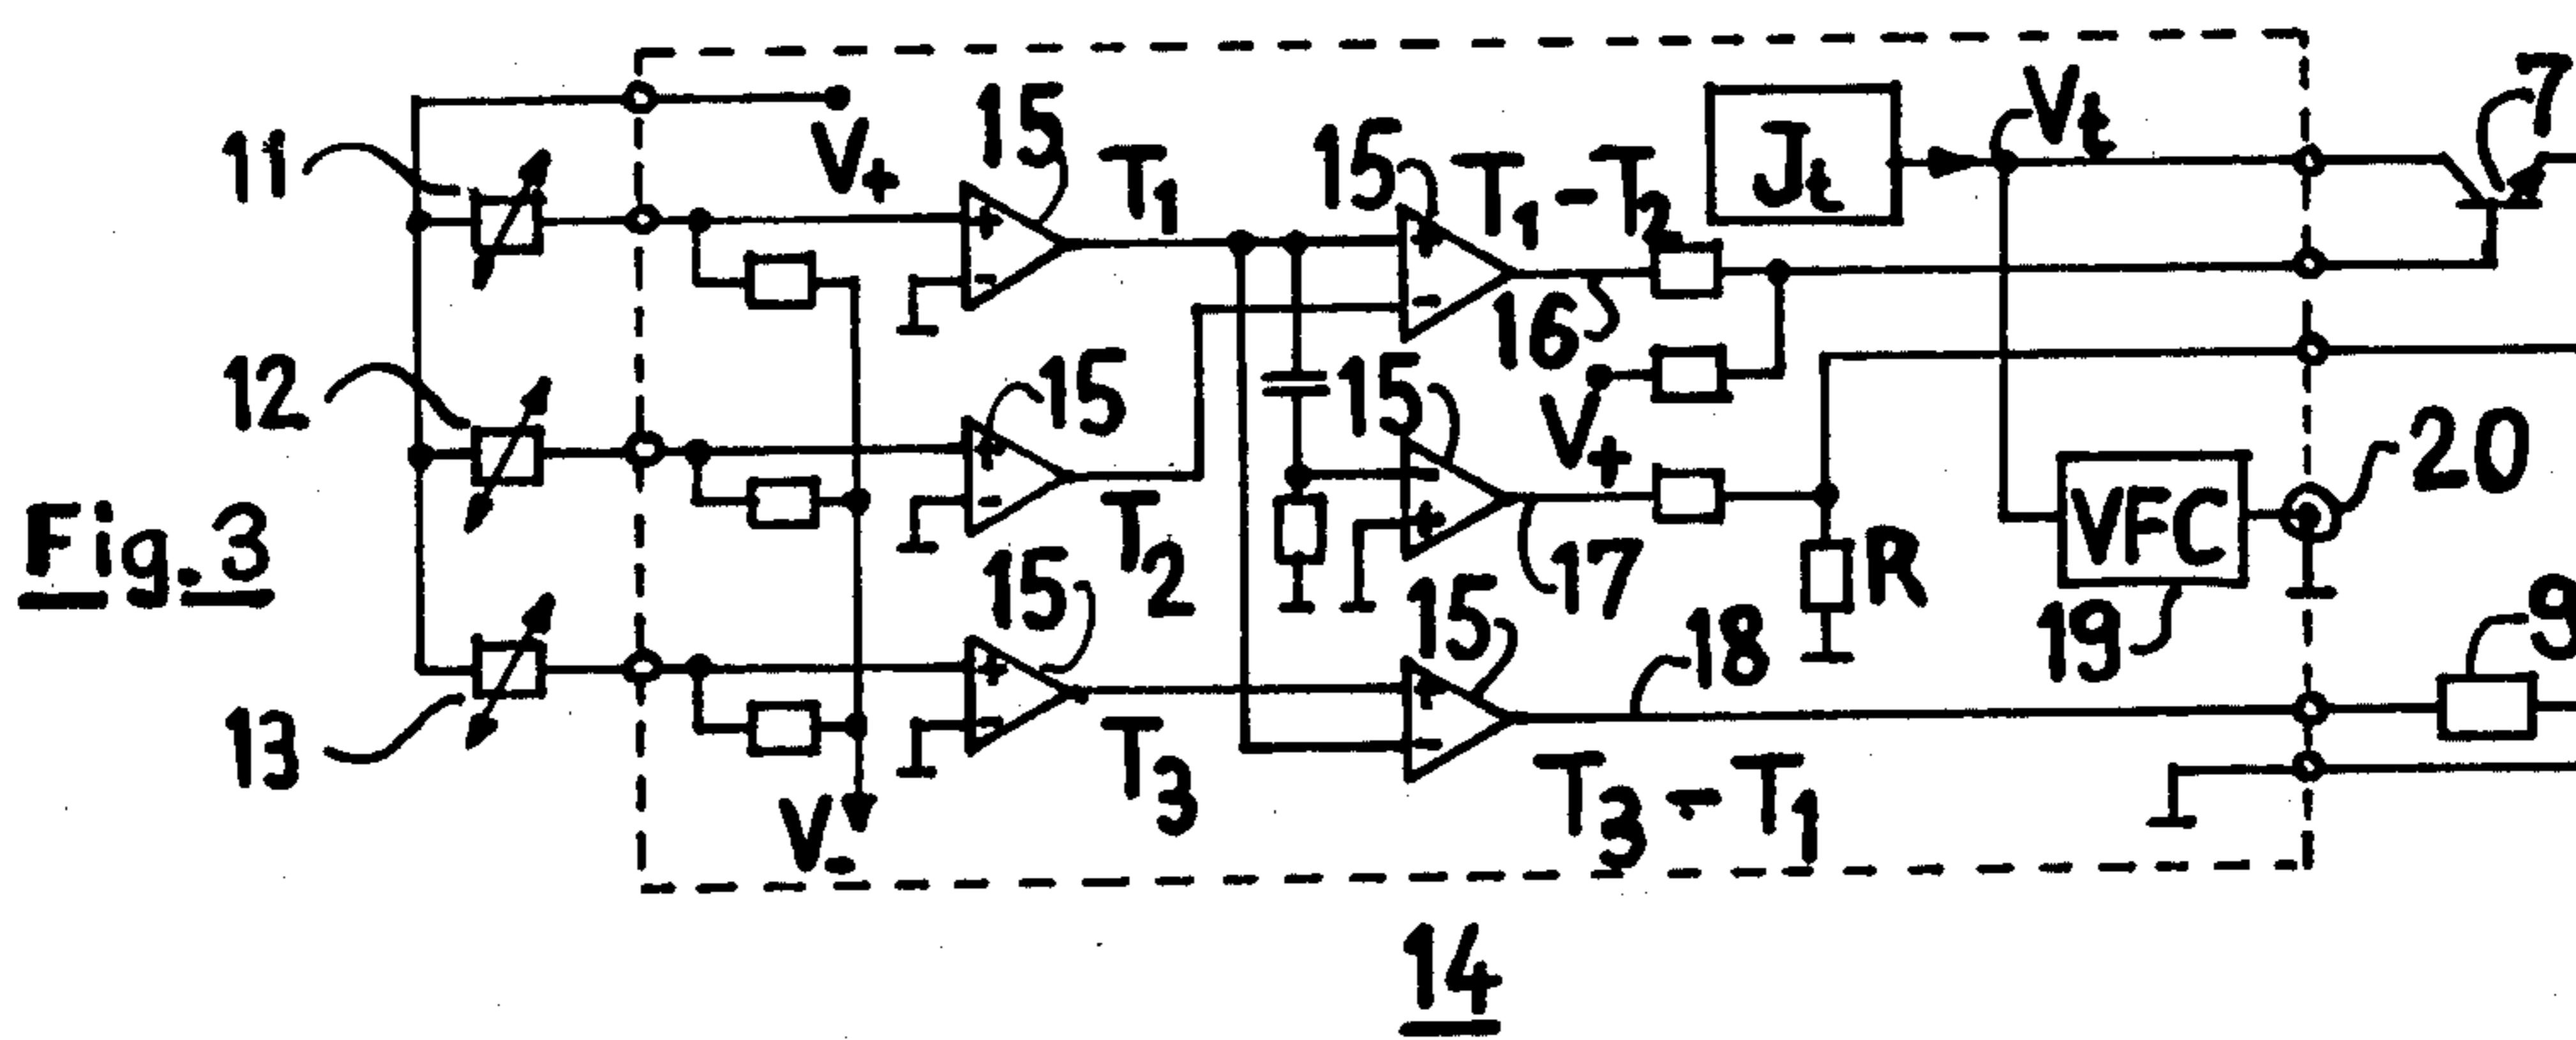 15
7
Vt
11
V+
T1
15
T1-T2
Jt
+
-
+
-
16
12
15
15
V+
20
Fig.3
+
-
-
+
VFC
T2
17
R
15
15
18
19
9
13
+
-
+
-
T3
T3-T1
V-
14